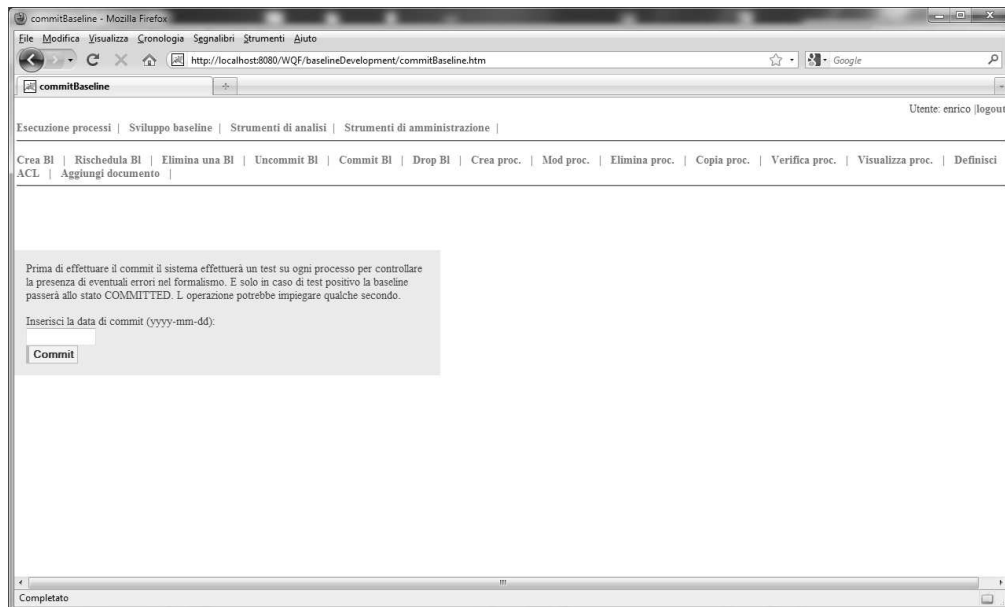 commitBaseline - Mozilla Firefox
File Modifica Visualizza Cronologia Segnalibri Strumenti Aiuto
http://localhost:8080/WQF/baselineDevelopment/commitBaseline.htm Google
commitBaseline
Utente: enrico |logout
Esecuzione processi | Sviluppo baseline | Strumenti di analisi | Strumenti di amministrazione |
Crea Bl | Rischedula Bl | Elimina una Bl | Uncommit Bl | Commit Bl | Drop Bl | Crea proc. | Mod proc. | Elimina proc. | Copia proc. | Verifica proc. | Visualizza proc. | Definisci
ACL | Aggiungi documento |
Prima di effettuare il commit il sistema effettuerà un test su ogni processo per controllare
la presenza di eventuali errori nel formalismo. E solo in caso di test positivo la baseline
passerà allo stato COMMITTED. L operazione potrebbe impiegare qualche secondo.
Inserisci la data di commit (yyyy-mm-dd):
Commit
Completato